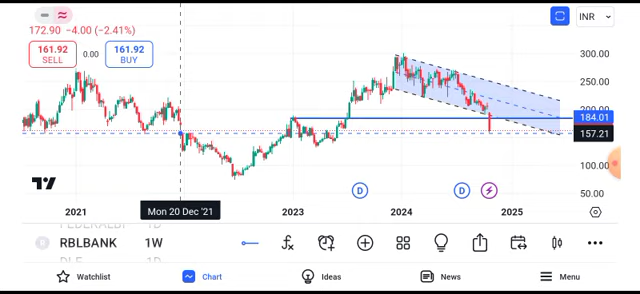 172.90 −4.00 (−2.41%)
INR
161.92
SELL
0.00
161.92
BUY
300.00
250.00
200.00
184.01
157.21
100.00
50.00
D
D
2021
Mon 20 Dec '21
2023
2024
2025
RBLBANK
1W
Watchlist
Chart
Ideas
News
Menu